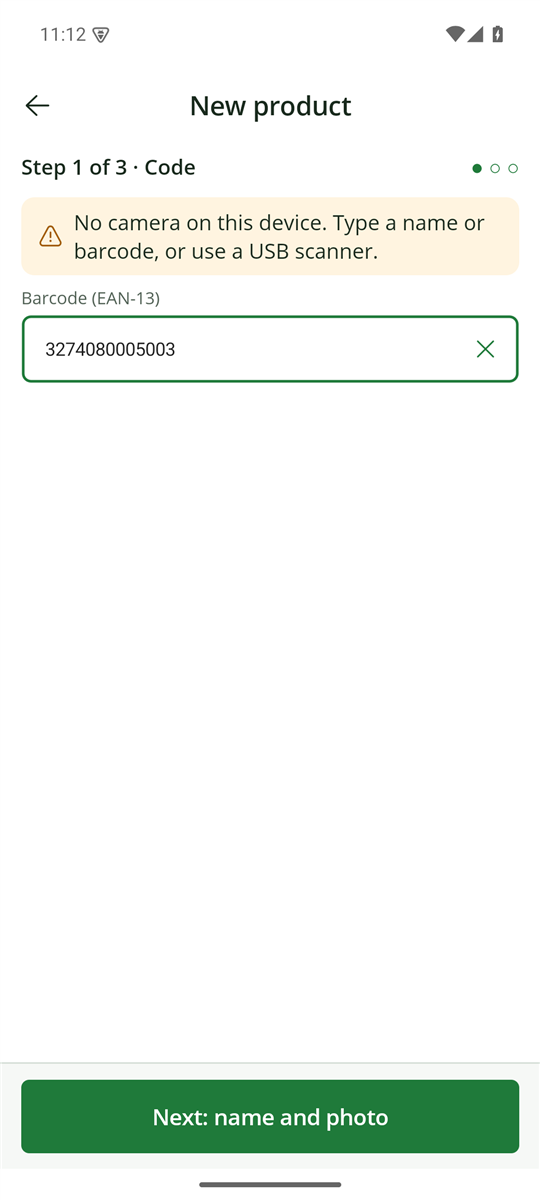 11:12
New product
Step 1 of 3 · Code
No camera on this device. Type a name or
barcode, or use a USB scanner.
Barcode (EAN-13)
3274080005003
Next: name and photo